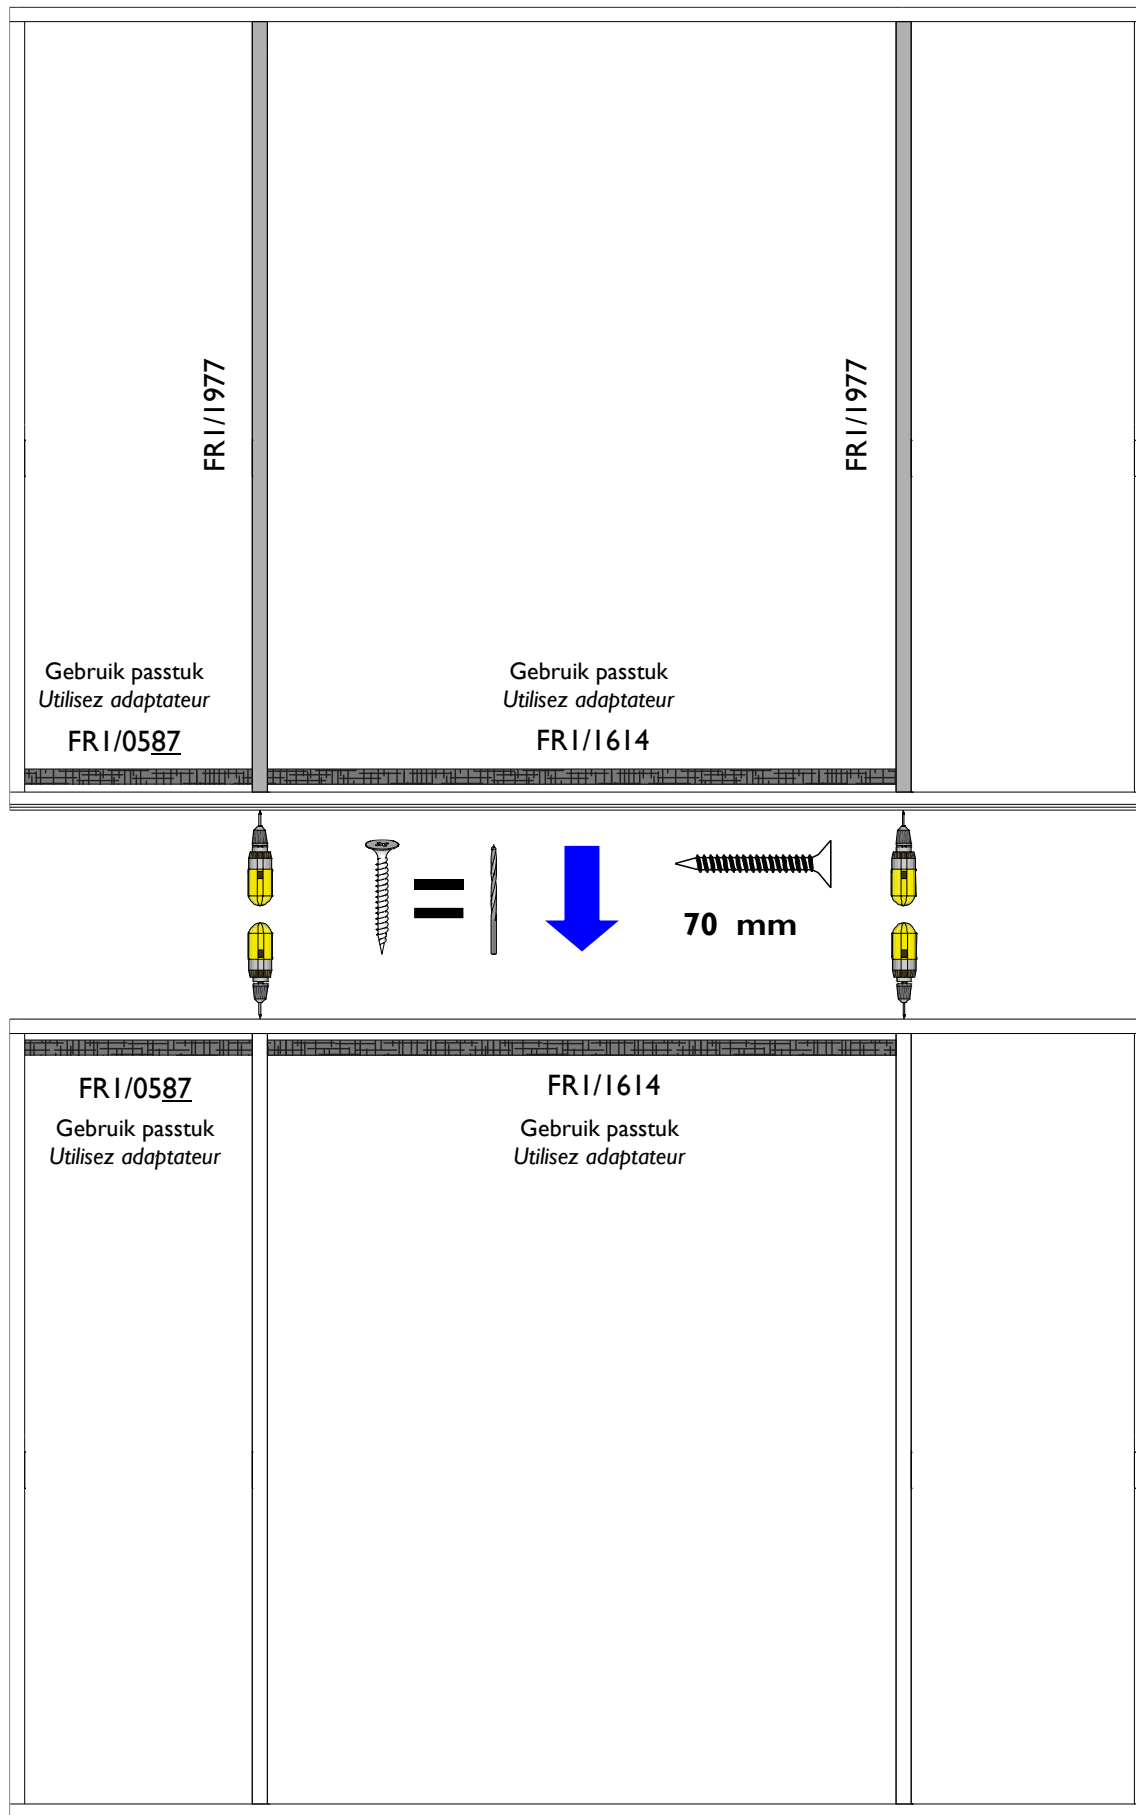 FR1/1977
FR1/1977
Gebruik passtuk
Utilisez adaptateur
FR1/0587
Gebruik passtuk
Utilisez adaptateur
FR1/1614
70 mm
FR1/0587
Gebruik passtuk
Utilisez adaptateur
FR1/1614
Gebruik passtuk
Utilisez adaptateur